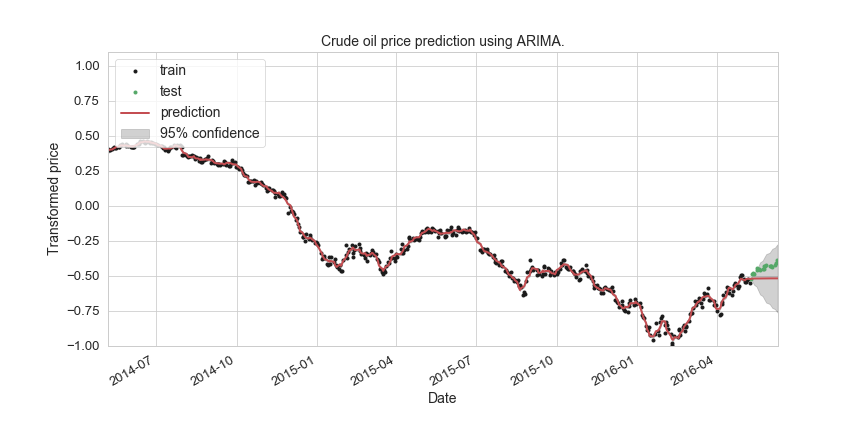 Crude oil price prediction using ARIMA.
1.00
0.75
0.50
0.25
0.00
−0.25
−0.50
−0.75
−1.00
Transformed price
train
test
prediction
95% confidence
2014-07
2014-10
2015-01
2015-04
2015-07
2015-10
2016-01
2016-04
Date